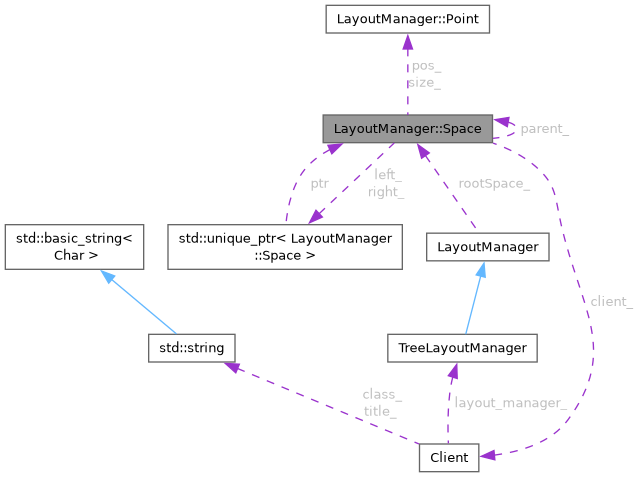 LayoutManager::Point
pos_
size_
LayoutManager::Space
parent_
ptr
left_
right_
rootSpace_
std::basic_string<
Char >
std::unique_ptr< LayoutManager
::Space >
LayoutManager
client_
std::string
TreeLayoutManager
class_
title_
layout_manager_
Client